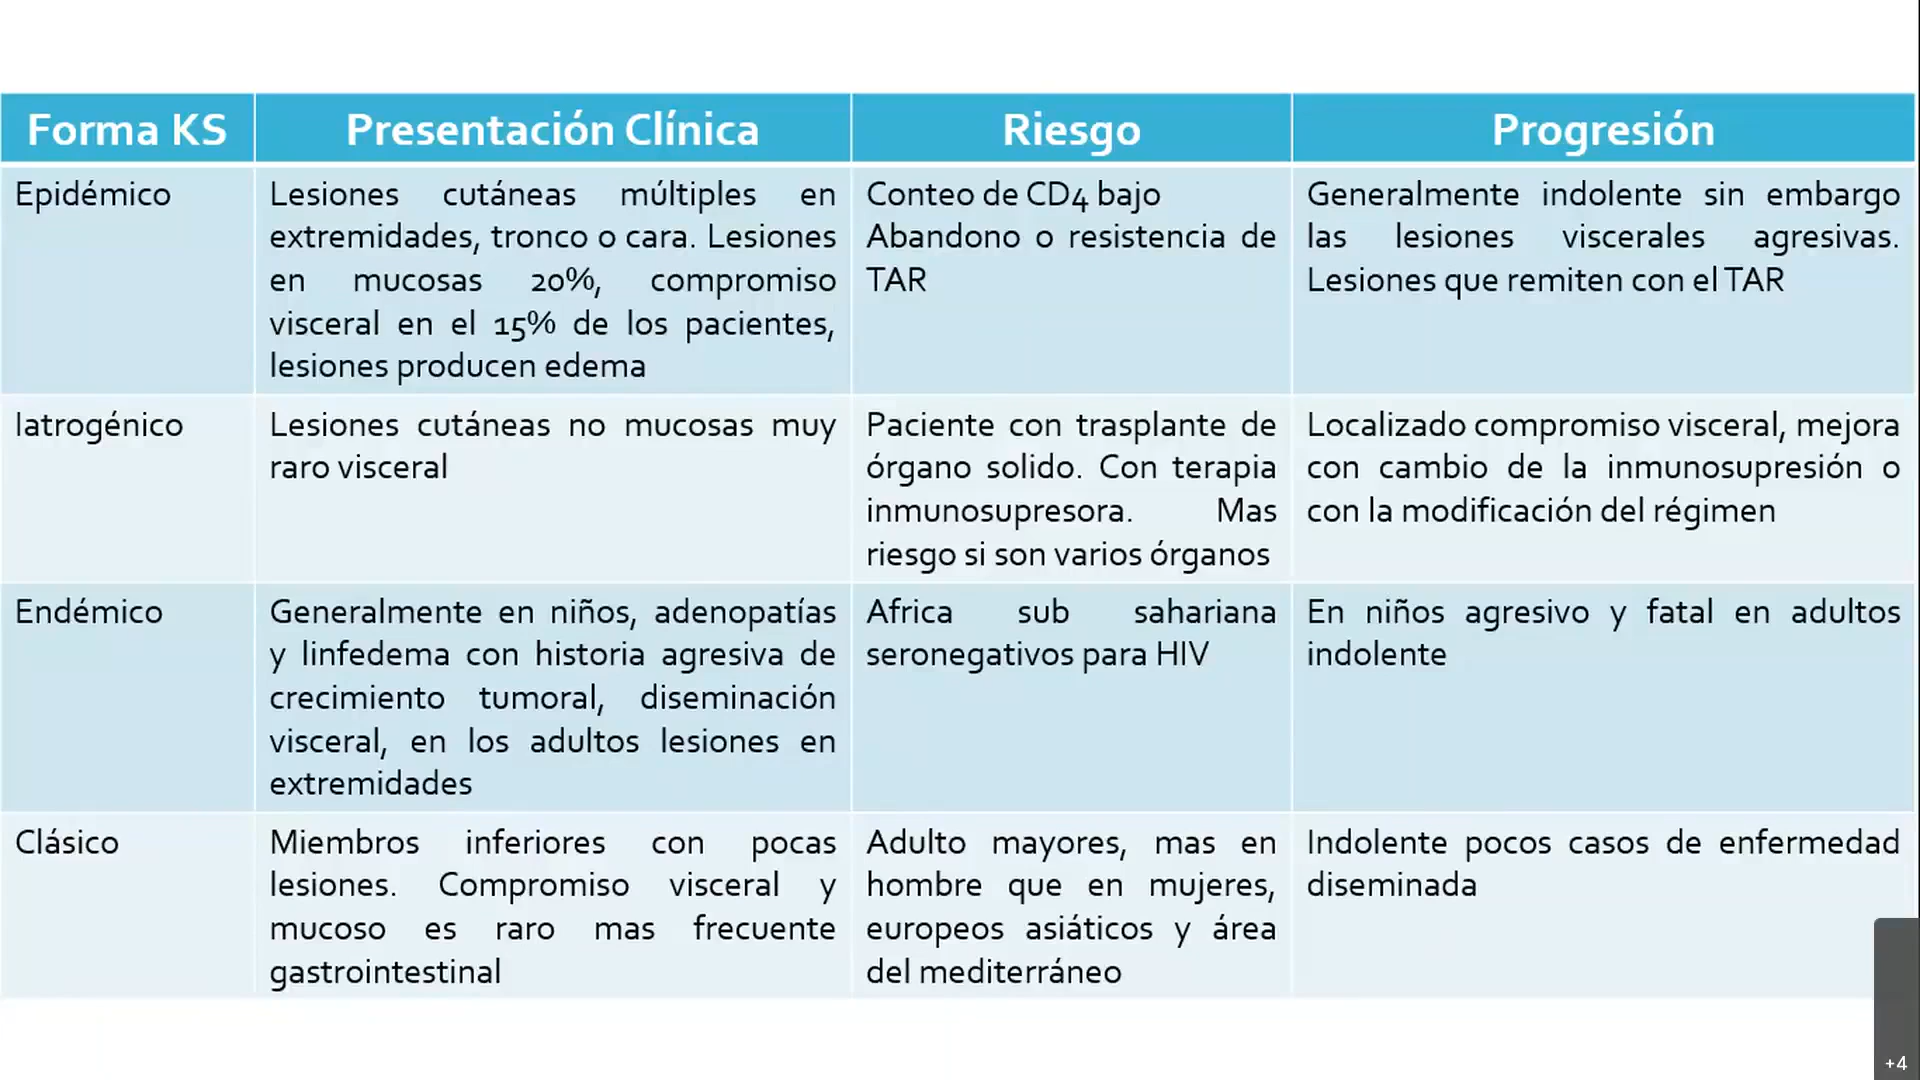 Forma KS
Presentación Clínica
Riesgo
Progresión
Epidémico
Lesiones cutáneas múltiples en
extremidades, tronco o cara. Lesiones
en mucosas 20%, compromiso
visceral en el 15% de los pacientes,
lesiones producen edema
Conteo de CD4 bajo
Abandono o resistencia de
TAR
Generalmente indolente sin embargo
las lesiones viscerales agresivas.
Lesiones que remiten con el TAR
Iatrogénico
Lesiones cutáneas no mucosas muy
raro visceral
Paciente con trasplante de
órgano solido. Con terapia
inmunosupresora. Mas
riesgo si son varios órganos
Localizado compromiso visceral, mejora
con cambio de la inmunosupresión o
con la modificación del régimen
Endémico
Generalmente en niños, adenopatías
y linfedema con historia agresiva de
crecimiento tumoral, diseminación
visceral, en los adultos lesiones en
extremidades
Africa sub sahariana
seronegativos para HIV
En niños agresivo y fatal en adultos
indolente
Clásico
Miembros inferiores con pocas
lesiones. Compromiso visceral y
mucoso es raro mas frecuente
gastrointestinal
Adulto mayores, mas en
hombre que en mujeres,
europeos asiáticos y área
del mediterráneo
Indolente pocos casos de enfermedad
diseminada
+4